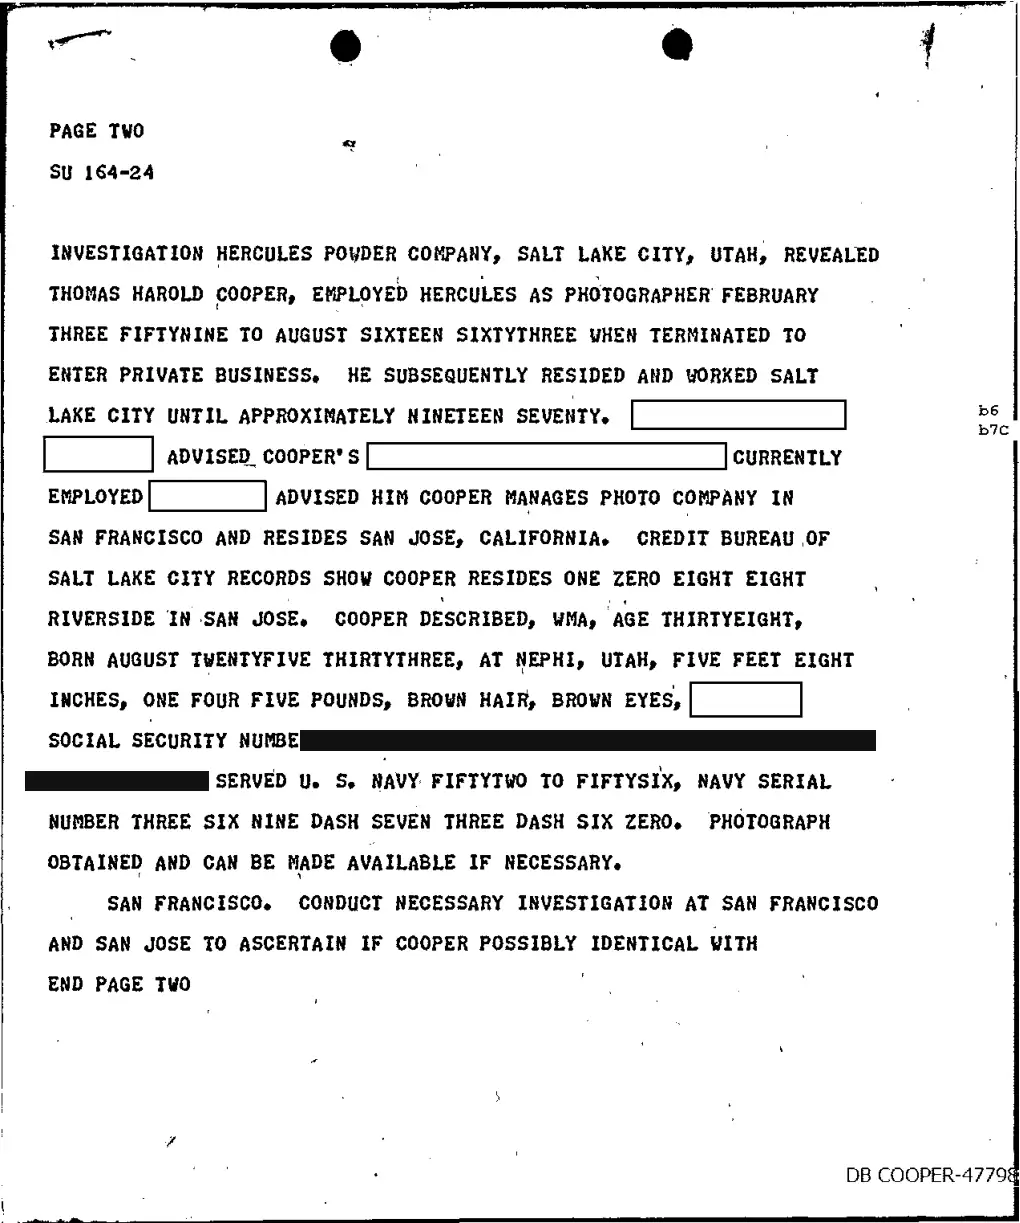 PAGE TWO
SU 164-24
INVESTIGATION HERCULES POWDER COMPANY, SALT LAKE CITY, UTAH, REVEALED
THOMAS HAROLD COOPER, EMPLOYED HERCULES AS PHOTOGRAPHER FEBRUARY
THREE FIFTYNINE TO AUGUST SIXTEEN SIXTYTHREE WHEN TERMINATED TO
ENTER PRIVATE BUSINESS. HE SUBSEQUENTLY RESIDED AND WORKED SALT
LAKE CITY UNTIL APPROXIMATELY NINETEEN SEVENTY.
b6
b7C
ADVISED COOPER'S CURRENTLY
EMPLOYED ADVISED HIM COOPER MANAGES PHOTO COMPANY IN
SAN FRANCISCO AND RESIDES SAN JOSE, CALIFORNIA. CREDIT BUREAU OF
SALT LAKE CITY RECORDS SHOW COOPER RESIDES ONE ZERO EIGHT EIGHT
RIVERSIDE IN SAN JOSE. COOPER DESCRIBED, WMA, AGE THIRTYEIGHT,
BORN AUGUST TWENTYFIVE THIRTYTHREE, AT NEPHI, UTAH, FIVE FEET EIGHT
INCHES, ONE FOUR FIVE POUNDS, BROWN HAIR, BROWN EYES,
SOCIAL SECURITY NUMBE
SERVED U. S. NAVY FIFTYTWO TO FIFTYSIX, NAVY SERIAL
NUMBER THREE SIX NINE DASH SEVEN THREE DASH SIX ZERO. PHOTOGRAPH
OBTAINED AND CAN BE MADE AVAILABLE IF NECESSARY.
SAN FRANCISCO. CONDUCT NECESSARY INVESTIGATION AT SAN FRANCISCO
AND SAN JOSE TO ASCERTAIN IF COOPER POSSIBLY IDENTICAL WITH
END PAGE TWO
DB COOPER-47798